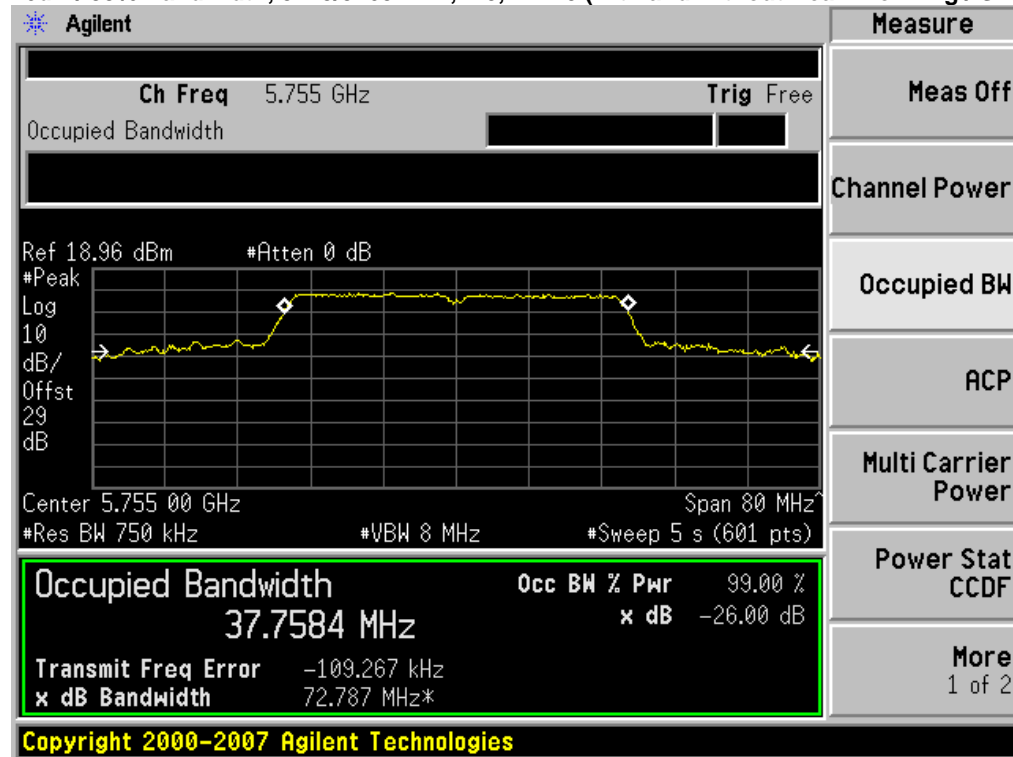 Agilent
Measure
Ch Freq 5.755 GHz Trig Free
Occupied Bandwidth
Meas Off
Channel Power
Occupied BW
ACP
Multi Carrier
Power
Power Stat
CCDF
More
1 of 2
Ref 18.96 dBm #Atten 0 dB
#Peak
Log
10
dB/
Offst
29
dB
Center 5.755 00 GHz Span 80 MHz^
#Res BW 750 kHz #VBW 8 MHz #Sweep 5 s (601 pts)
Occupied Bandwidth Occ BW % Pwr 99.00 %
37.7584 MHz x dB -26.00 dB
Transmit Freq Error -109.267 kHz
x dB Bandwidth 72.787 MHz*
Copyright 2000-2007 Agilent Technologies